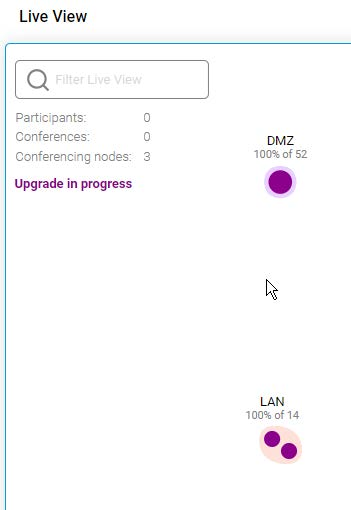 Live View
Filter Live View
Participants: 0
Conferences: 0
Conferencing nodes: 3
Upgrade in progress
DMZ
100% of 52
LAN
100% of 14